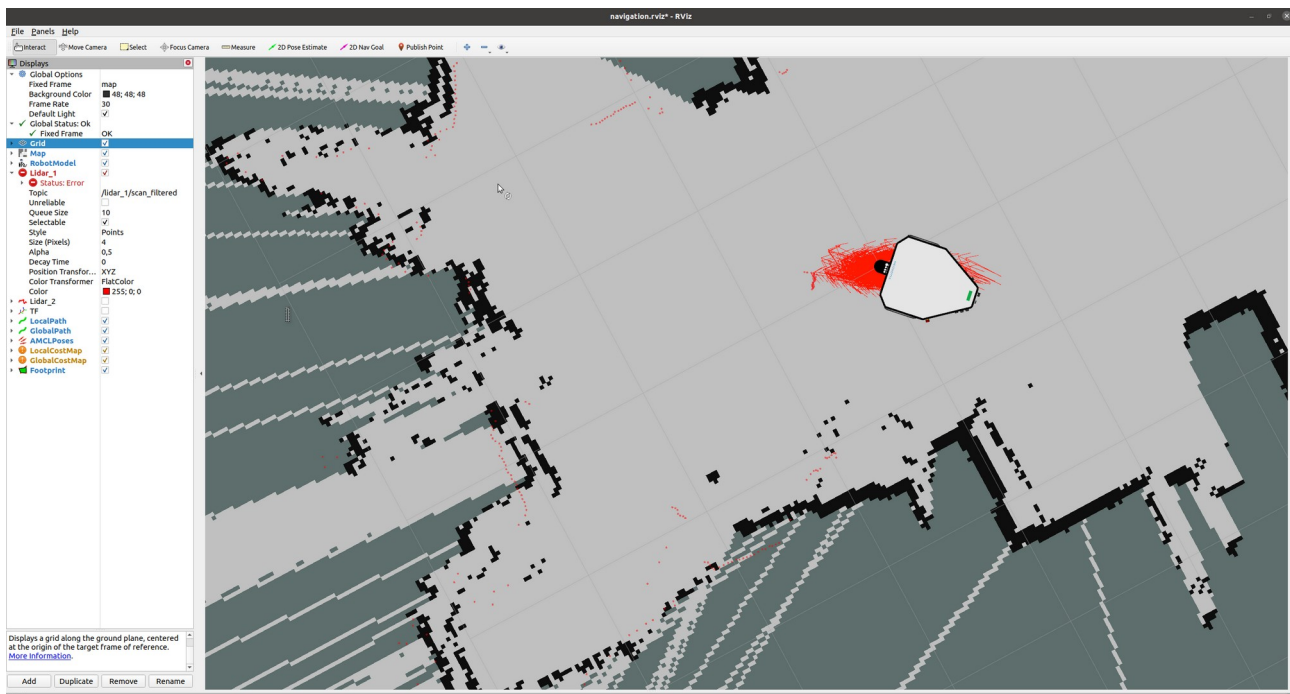 navigation.rviz* - RViz
File Panels Help
Interact Move Camera Select Focus Camera Measure 2D Pose Estimate 2D Nav Goal Publish Point
Displays
Global Options
Fixed Frame map
Background Color 48; 48; 48
Frame Rate 30
Default Light
Global Status: Ok
Fixed Frame OK
Grid
Map
RobotModel
Lidar_1
Status: Error
Topic /lidar_1/scan_filtered
Unreliable
Queue Size 10
Selectable
Style Points
Size (Pixels) 4
Alpha 0,5
Decay Time 0
Position Transfor... XYZ
Color Transformer FlatColor
Color 255; 0; 0
Lidar_2
TF
LocalPath
GlobalPath
AMCLPoses
LocalCostMap
GlobalCostMap
Footprint
Displays a grid along the ground plane, centered
at the origin of the target frame of reference.
More Information.
Add Duplicate Remove Rename